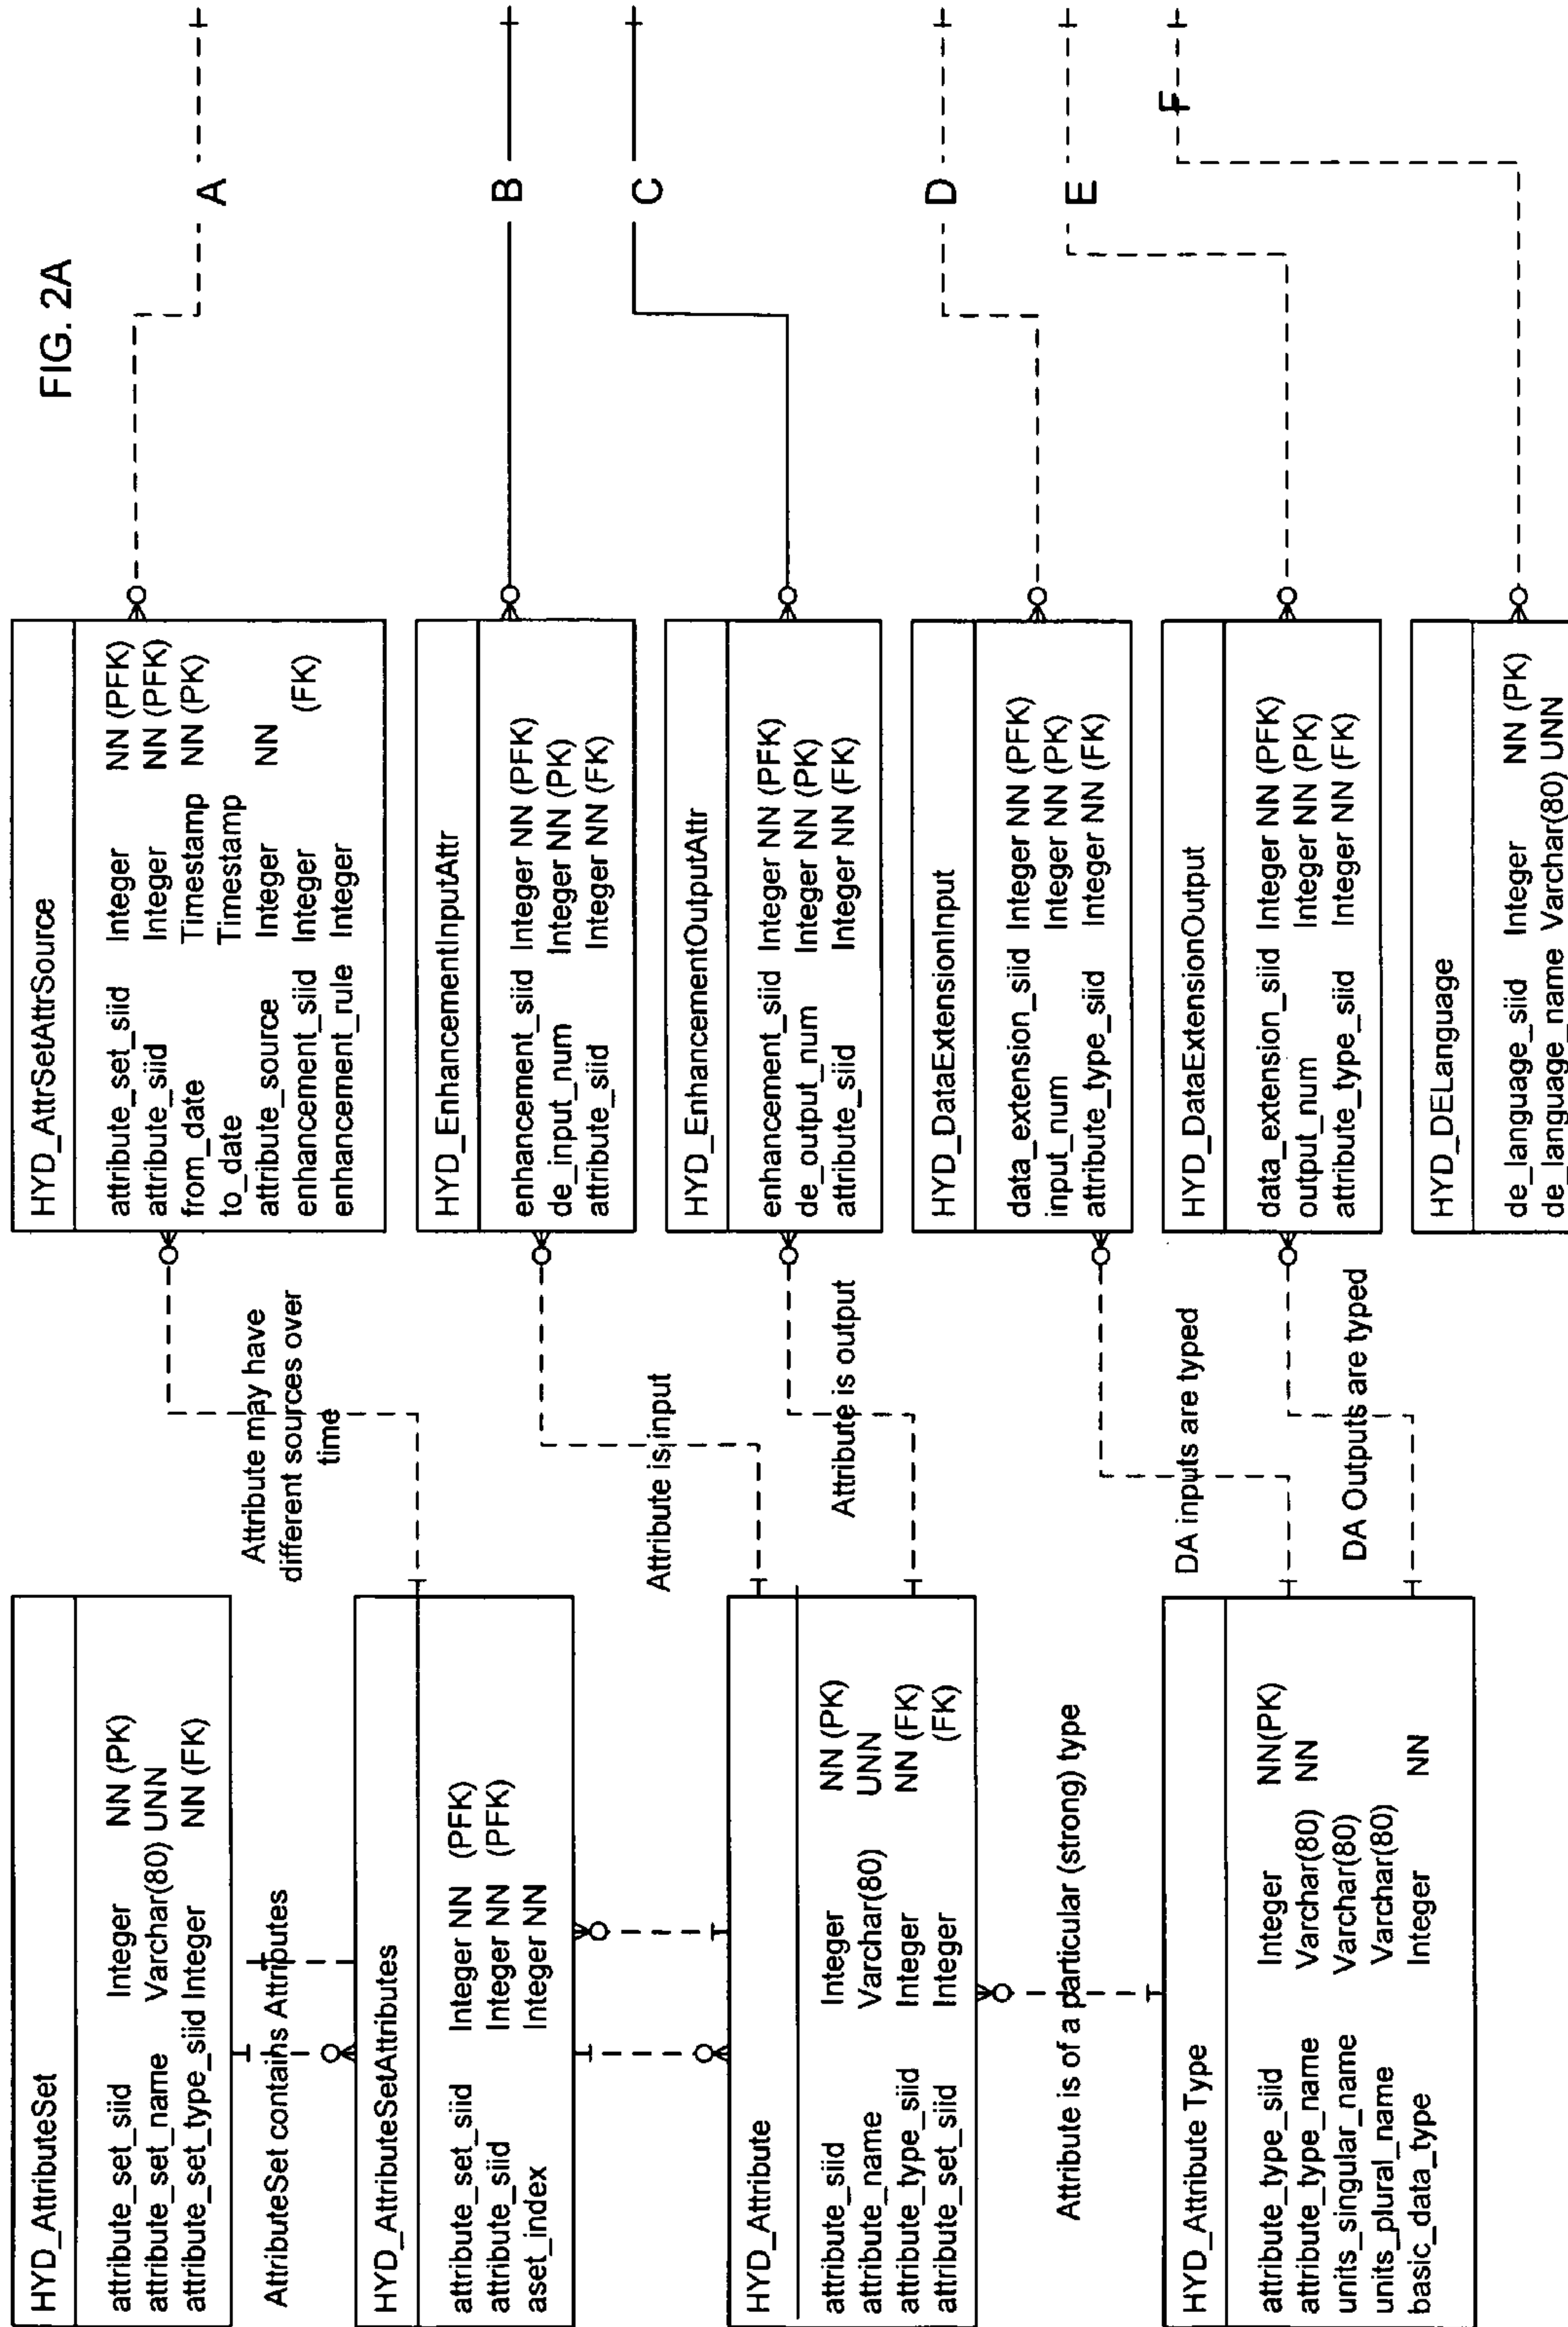 FIG. 2A
HYD_AttributeSet
attribute_set_siid Integer NN (PK)
attribute_set_name Varchar(80) UNN
attribute_set_type_siid Integer NN (FK)
AttributeSet contains Attributes
HYD_AttributeSetAttributes
attribute_set_siid Integer NN (PFK)
attribute_siid Integer NN (PFK)
aset_index Integer NN
HYD_Attribute
attribute_siid Integer NN (PK)
attribute_name Varchar(80) UNN
attribute_type_siid Integer NN (FK)
attribute_set_siid Integer (FK)
Attribute is of a particular (strong) type
HYD_Attribute Type
attribute_type_siid Integer NN(PK)
attribute_type_name Varchar(80) NN
units_singular_name Varchar(80)
units_plural_name Varchar(80)
basic_data_type Integer NN
Attribute may have
different sources over
time
Attribute is input
Attribute is output
DA inputs are typed
DA Outputs are typed
HYD_AttrSetAttrSource
attribute_set_siid Integer NN (PFK)
attribute_siid Integer NN (PFK)
from_date Timestamp NN (PK)
to_date Timestamp
attribute_source Integer NN
enhancement_siid Integer (FK)
enhancement_rule Integer
HYD_EnhancementInputAttr
enhancement_siid Integer NN (PFK)
de_input_num Integer NN (PK)
attribute_siid Integer NN (FK)
HYD_EnhancementOutputAttr
enhancement_siid Integer NN (PFK)
de_output_num Integer NN (PK)
attribute_siid Integer NN (FK)
HYD_DataExtensionInput
data_extension_siid Integer NN (PFK)
input_num Integer NN (PK)
attribute_type_siid Integer NN (FK)
HYD_DataExtensionOutput
data_extension_siid Integer NN (PFK)
output_num Integer NN (PK)
attribute_type_siid Integer NN (FK)
HYD_DELanguage
de_language_siid Integer NN (PK)
de_language_name Varchar(80) UNN
A
B
C
D
E
F